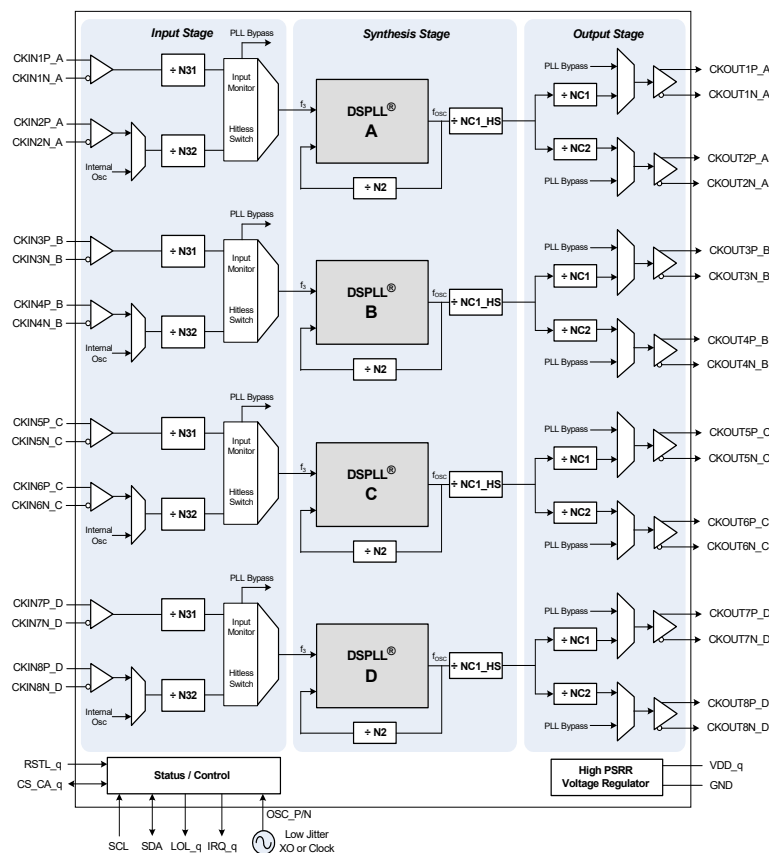 Input Stage
PLL Bypass
Synthesis Stage
Output Stage
CKIN1P_A
CKIN1N_A
÷ N31
Input
Monitor
CKIN2P_A
CKIN2N_A
Internal
Osc
÷ N32
Hitless
Switch
f3
DSPLL®
A
fOSC
÷ NC1_HS
÷ N2
PLL Bypass
÷ NC1
CKOUT1P_A
CKOUT1N_A
÷ NC2
PLL Bypass
CKOUT2P_A
CKOUT2N_A
PLL Bypass
CKIN3P_B
CKIN3N_B
÷ N31
Input
Monitor
CKIN4P_B
CKIN4N_B
Internal
Osc
÷ N32
Hitless
Switch
f3
DSPLL®
B
fOSC
÷ NC1_HS
÷ N2
PLL Bypass
÷ NC1
CKOUT3P_B
CKOUT3N_B
÷ NC2
PLL Bypass
CKOUT4P_B
CKOUT4N_B
PLL Bypass
CKIN5P_C
CKIN5N_C
÷ N31
Input
Monitor
CKIN6P_C
CKIN6N_C
Internal
Osc
÷ N32
Hitless
Switch
f3
DSPLL®
C
fOSC
÷ NC1_HS
÷ N2
PLL Bypass
÷ NC1
CKOUT5P_C
CKOUT5N_C
÷ NC2
PLL Bypass
CKOUT6P_C
CKOUT6N_C
PLL Bypass
CKIN7P_D
CKIN7N_D
÷ N31
Input
Monitor
CKIN8P_D
CKIN8N_D
Internal
Osc
÷ N32
Hitless
Switch
f3
DSPLL®
D
fOSC
÷ NC1_HS
÷ N2
PLL Bypass
÷ NC1
CKOUT7P_D
CKOUT7N_D
÷ NC2
PLL Bypass
CKOUT8P_D
CKOUT8N_D
RSTL_q
CS_CA_q
Status / Control
High PSRR
Voltage Regulator
VDD_q
GND
OSC_P/N
SCL
SDA
LOL_q
IRQ_q
Low Jitter
XO or Clock